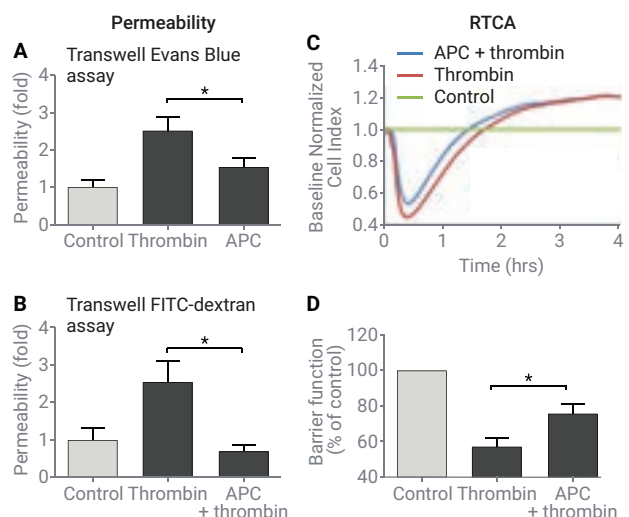 Permeability
RTCA
A
Transwell Evans Blue
assay
Permeability (fold)
4
3
2
1
0
*
Control Thrombin APC
C
Baseline Normalized
Cell Index
1.4
1.2
1.0
0.8
0.6
0.4
APC + thrombin
Thrombin
Control
0 1 2 3 4
Time (hrs)
B
Transwell FITC-dextran
assay
Permeability (fold)
4
3
2
1
0
*
Control Thrombin APC
+ thrombin
D
Barrier function
(% of control)
120
100
80
60
40
*
Control Thrombin APC
+ thrombin